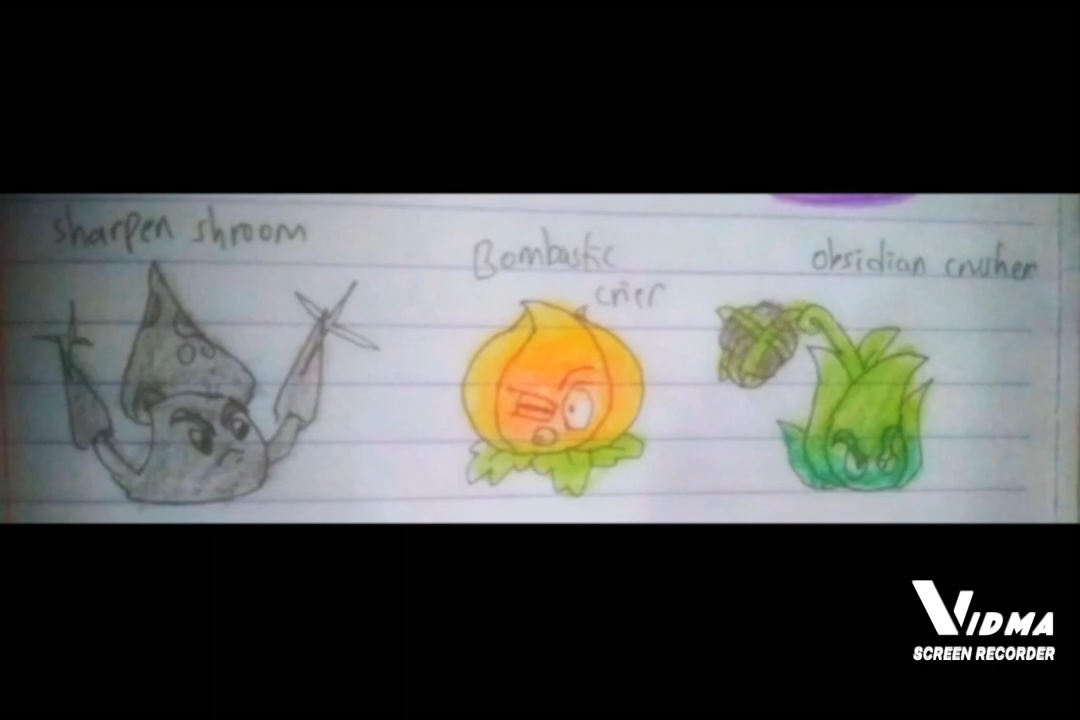 sharpen shroom
Bombastic
crier
obsidian crusher
VIDMA
SCREEN RECORDER